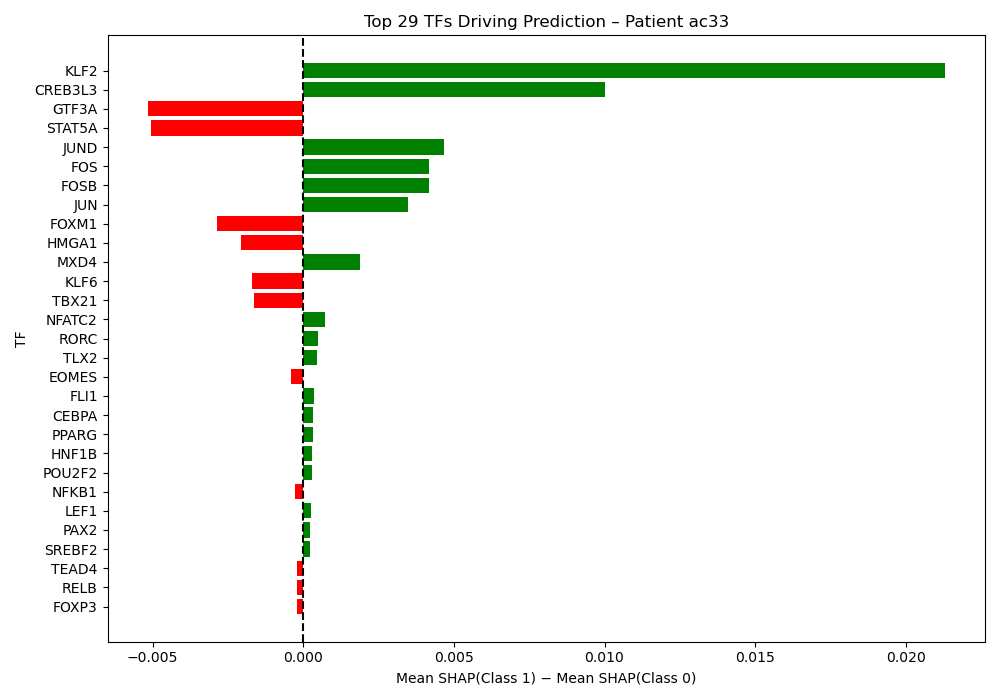 Top 29 TFs Driving Prediction – Patient ac33
KLF2
CREB3L3
GTF3A
STAT5A
JUND
FOS
FOSB
JUN
FOXM1
HMGA1
MXD4
KLF6
TBX21
NFATC2
RORC
TLX2
EOMES
FLI1
CEBPA
PPARG
HNF1B
POU2F2
NFKB1
LEF1
PAX2
SREBF2
TEAD4
RELB
FOXP3
TF
−0.005 0.000 0.005 0.010 0.015 0.020
Mean SHAP(Class 1) − Mean SHAP(Class 0)